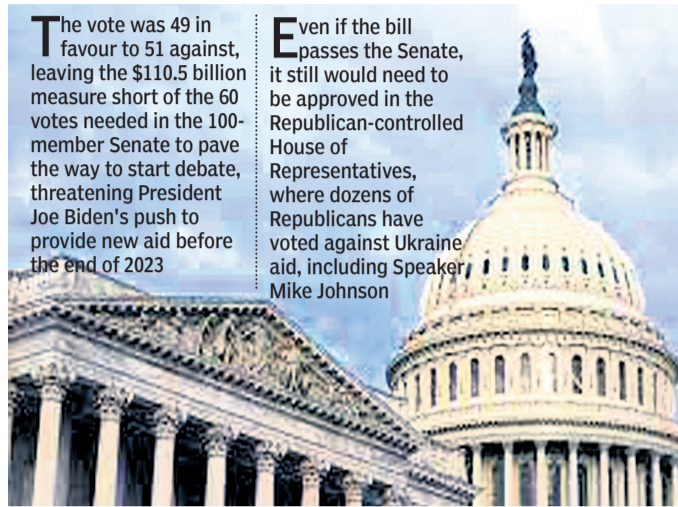 The vote was 49 in
favour to 51 against,
leaving the $110.5 billion
measure short of the 60
votes needed in the 100-
member Senate to pave
the way to start debate,
threatening President
Joe Biden's push to
provide new aid before
the end of 2023
Even if the bill
passes the Senate,
it still would need to
be approved in the
Republican-controlled
House of
Representatives,
where dozens of
Republicans have
voted against Ukraine
aid, including Speaker
Mike Johnson